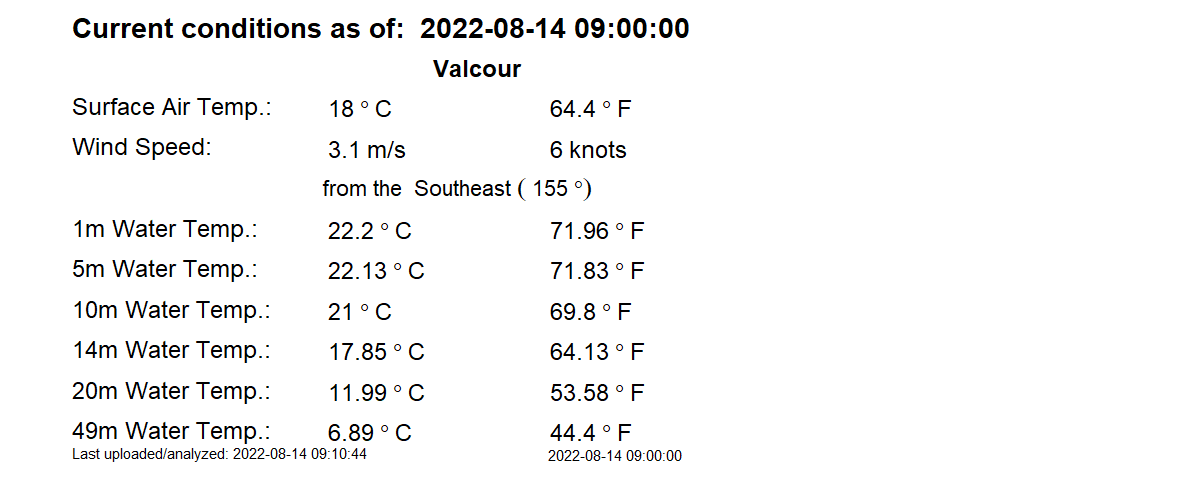 Current conditions as of: 2022-08-14 09:00:00
Valcour
Surface Air Temp.: 18 ° C 64.4 ° F
Wind Speed: 3.1 m/s 6 knots
from the Southeast ( 155 °)
1m Water Temp.: 22.2 ° C 71.96 ° F
5m Water Temp.: 22.13 ° C 71.83 ° F
10m Water Temp.: 21 ° C 69.8 ° F
14m Water Temp.: 17.85 ° C 64.13 ° F
20m Water Temp.: 11.99 ° C 53.58 ° F
49m Water Temp.: 6.89 ° C 44.4 ° F
Last uploaded/analyzed: 2022-08-14 09:10:44 2022-08-14 09:00:00